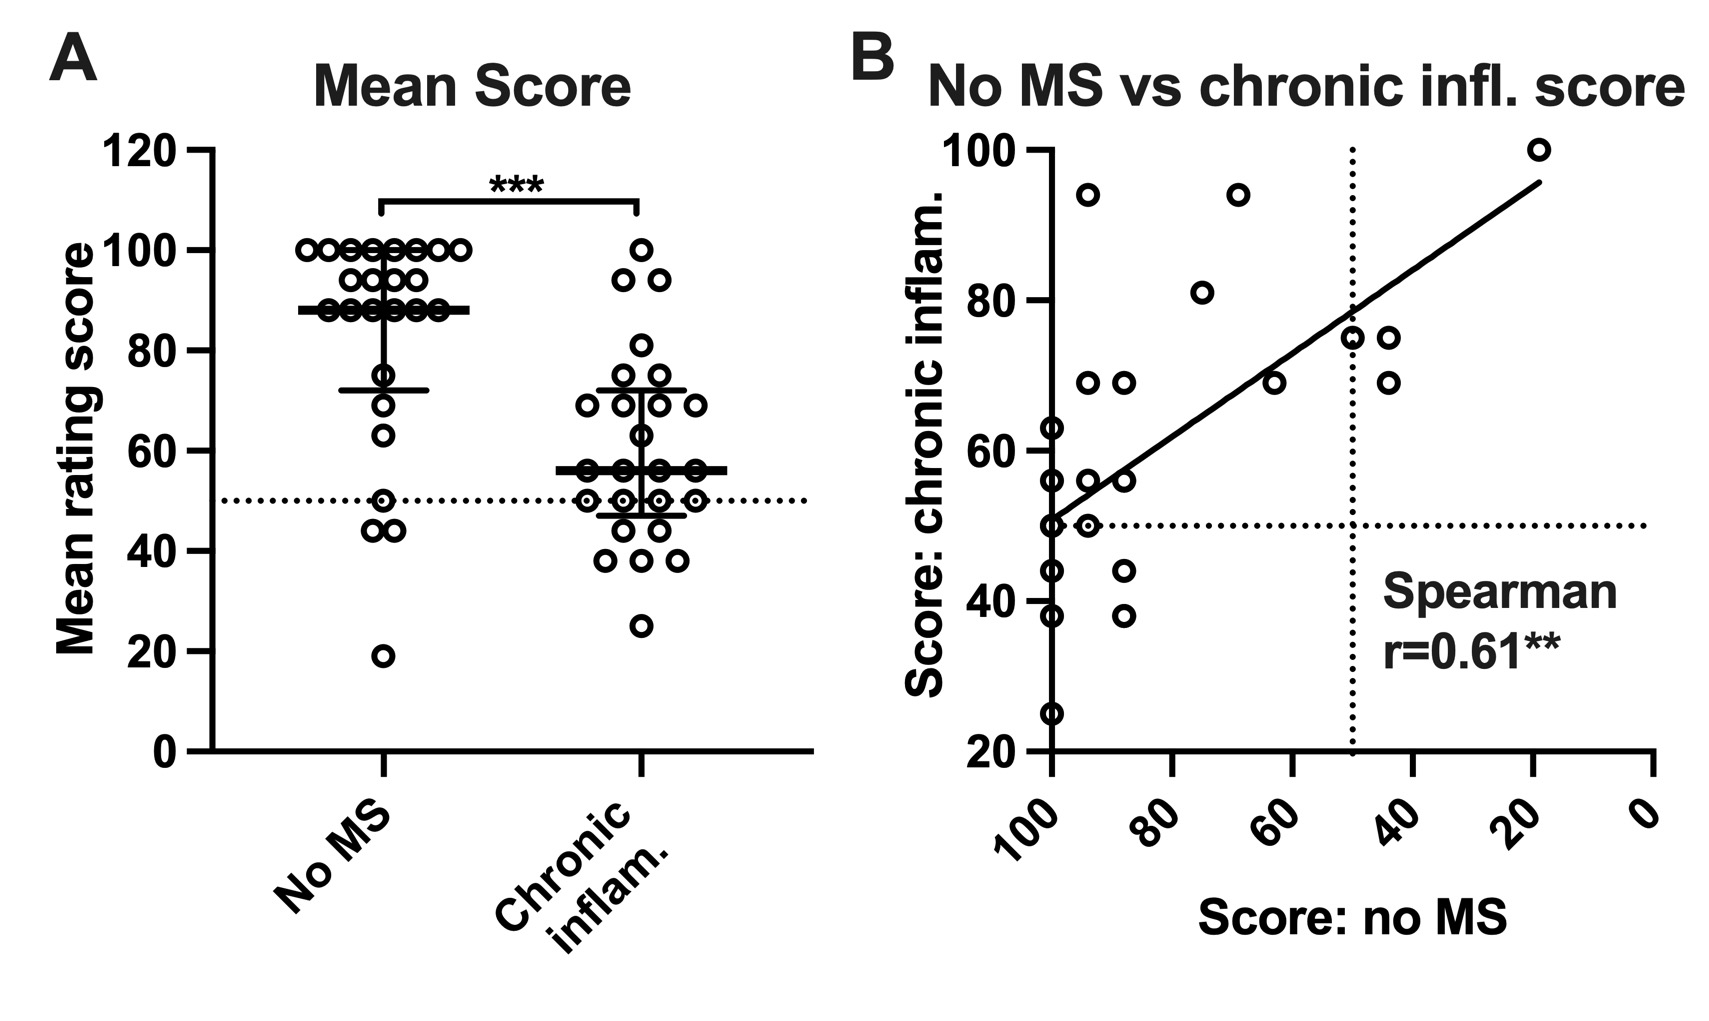 A
Mean Score
120
100
80
60
40
20
0
Mean rating score
***
No MS
Chronic
inflam.
B
No MS vs chronic infl. score
100
80
60
40
20
Score: chronic inflam.
Spearman
r=0.61**
100
80
60
40
20
0
Score: no MS